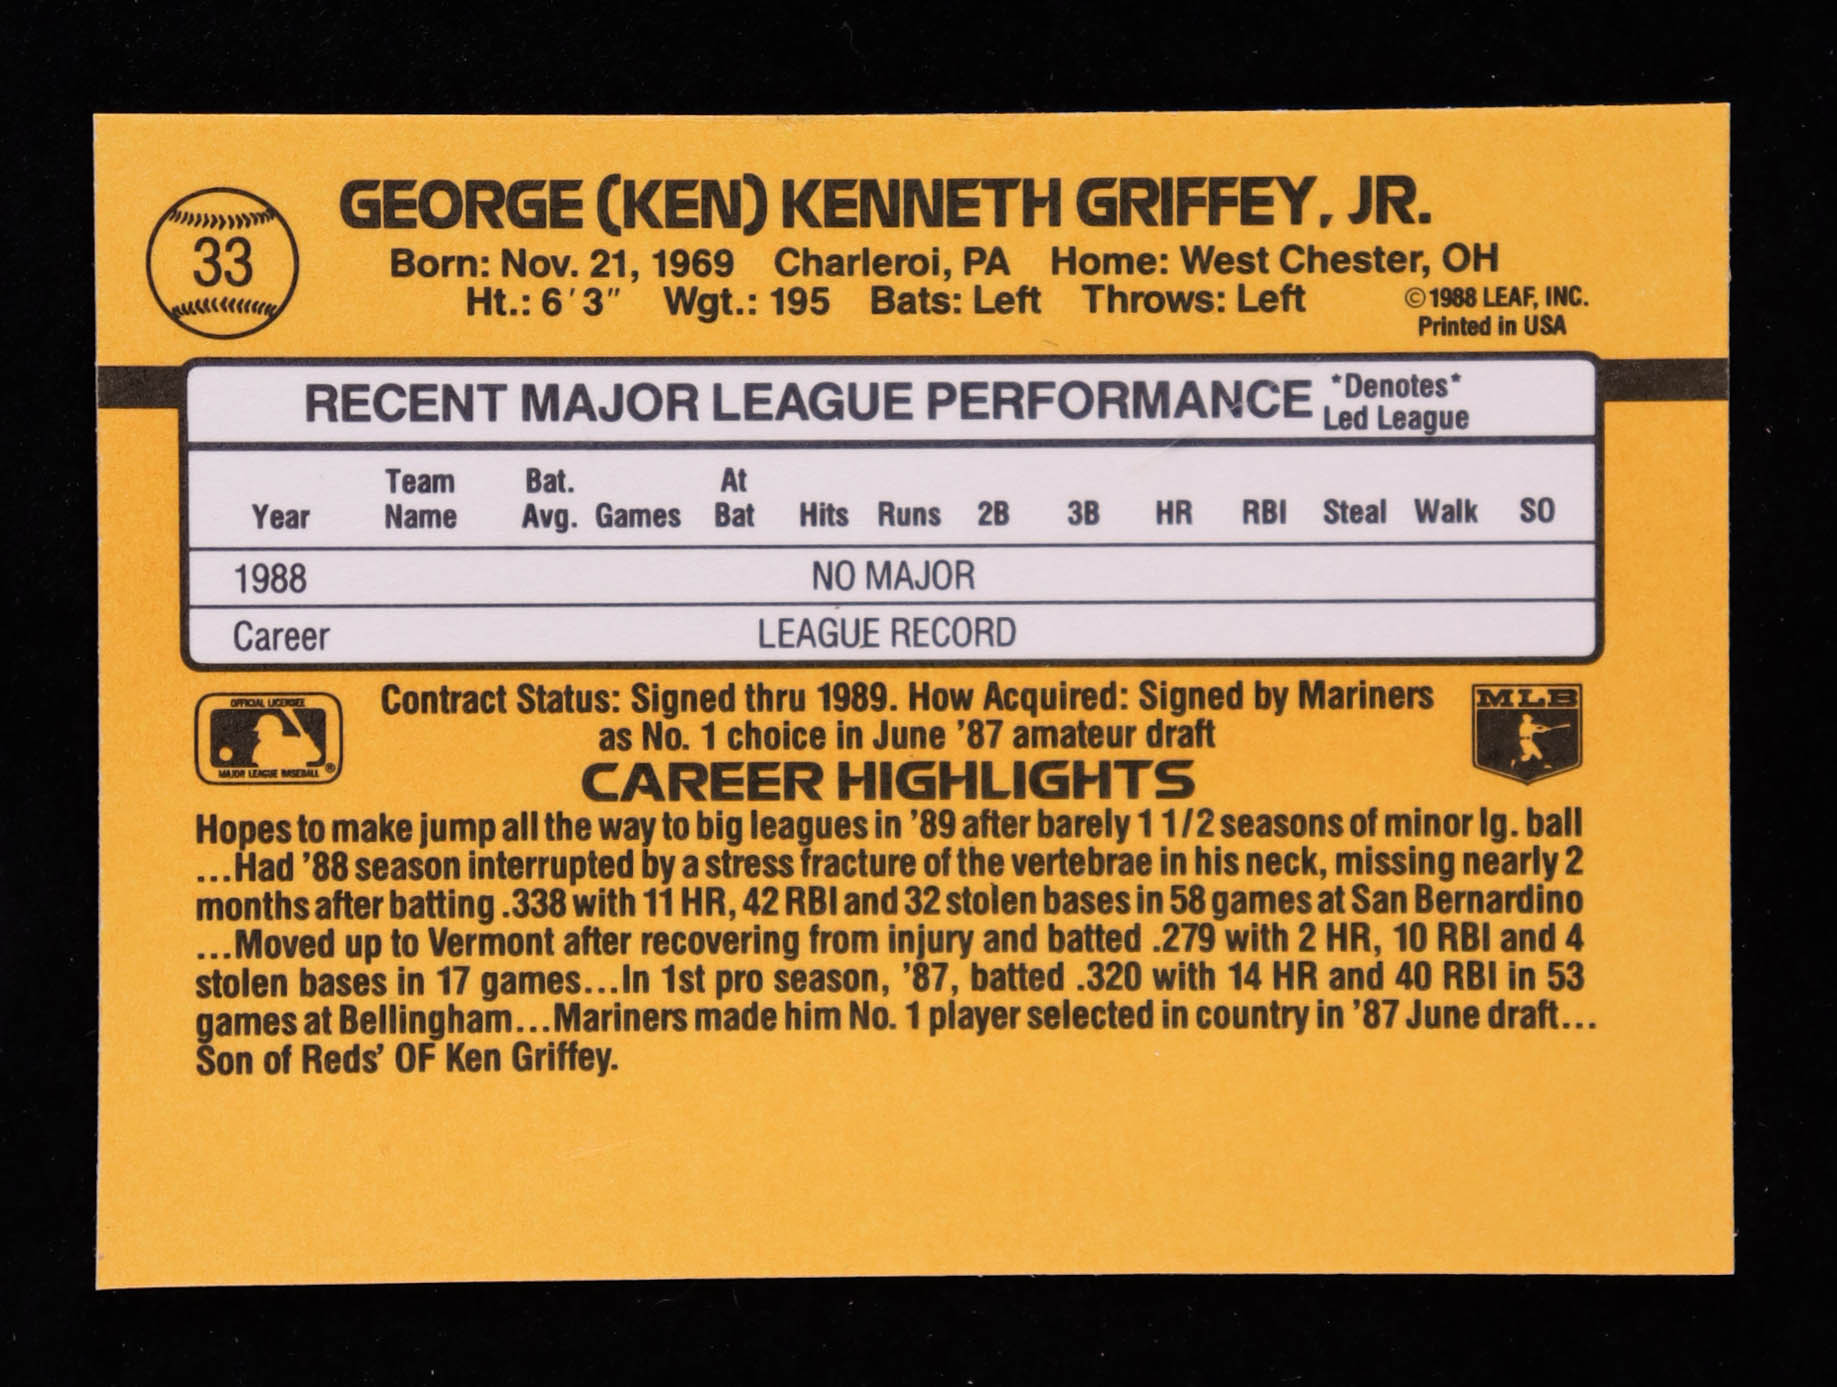 33
GEORGE (KEN) KENNETH GRIFFEY, JR.
Born: Nov. 21, 1969 Charleroi, PA Home: West Chester, OH
Ht.: 6'3" Wgt.: 195 Bats: Left Throws: Left
©1988 LEAF, INC.
Printed in USA
RECENT MAJOR LEAGUE PERFORMANCE *Denotes*
Led League
Year Team Name Bat. Avg. Games At Bat Hits Runs 2B 3B HR RBI Steal Walk SO
1988 NO MAJOR
Career LEAGUE RECORD
OFFICIAL LICENSEE
MAJOR LEAGUE BASEBALL ®
Contract Status: Signed thru 1989. How Acquired: Signed by Mariners
as No. 1 choice in June '87 amateur draft
MLB
CAREER HIGHLIGHTS
Hopes to make jump all the way to big leagues in '89 after barely 1 1/2 seasons of minor lg. ball
...Had '88 season interrupted by a stress fracture of the vertebrae in his neck, missing nearly 2
months after batting .338 with 11 HR, 42 RBI and 32 stolen bases in 58 games at San Bernardino
...Moved up to Vermont after recovering from injury and batted .279 with 2 HR, 10 RBI and 4
stolen bases in 17 games...In 1st pro season, '87, batted .320 with 14 HR and 40 RBI in 53
games at Bellingham...Mariners made him No. 1 player selected in country in '87 June draft...
Son of Reds' OF Ken Griffey.